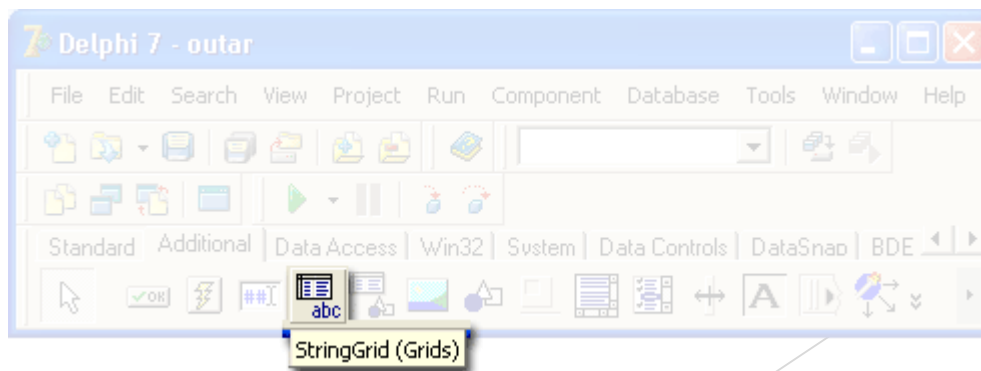 Delphi 7 - outar
File Edit Search View Project Run Component Database Tools Window Help
Standard Additional Data Access Win32 System Data Controls DataSnap BDE
OK ##I abc A
StringGrid (Grids)